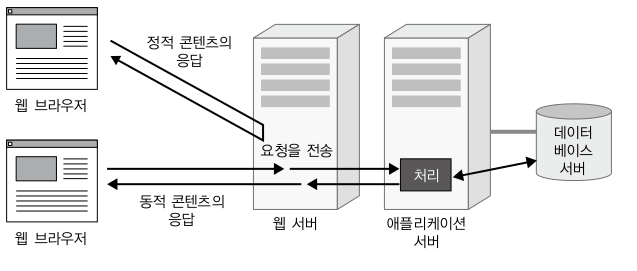 정적 콘텐츠의
응답
웹 브라우저
요청을 전송
처리
데이터
베이스
서버
동적 콘텐츠의
응답
웹 브라우저
웹 서버
애플리케이션
서버